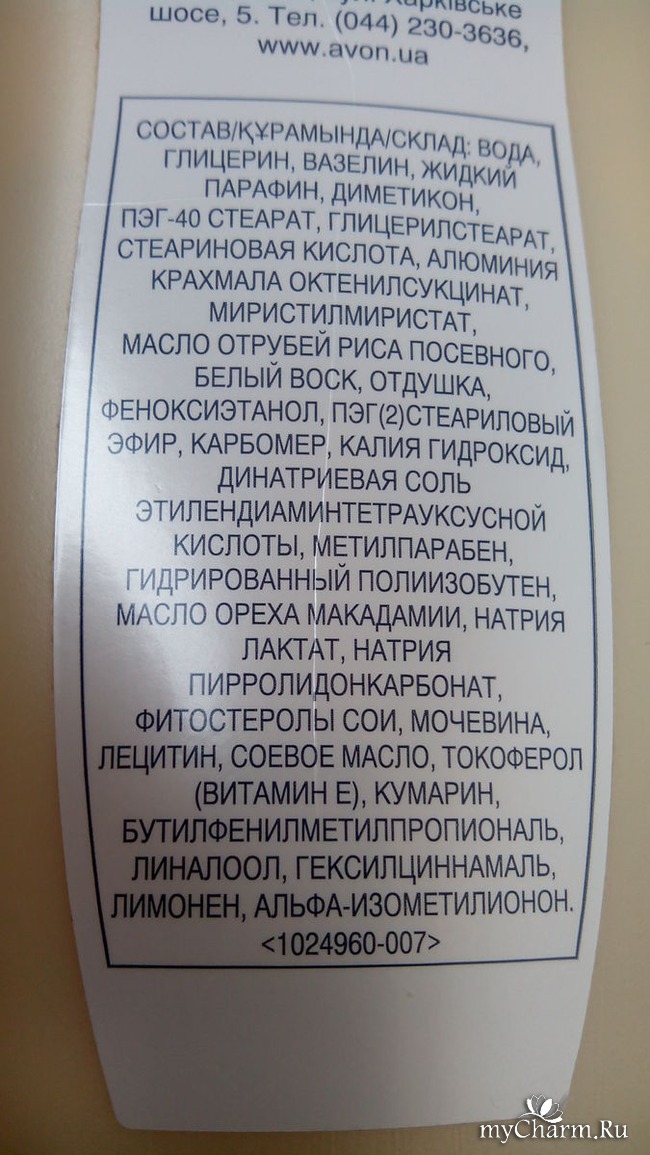 Харківське
шосе, 5. Тел. (044) 230-3636,
www.avon.ua
СОСТАВ/ҚҰРАМЫНДА/СКЛАД: ВОДА,
ГЛИЦЕРИН, ВАЗЕЛИН, ЖИДКИЙ
ПАРАФИН, ДИМЕТИКОН,
ПЭГ-40 СТЕАРАТ, ГЛИЦЕРИЛСТЕАРАТ,
СТЕАРИНОВАЯ КИСЛОТА, АЛЮМИНИЯ
КРАХМАЛА ОКТЕНИЛСУКЦИНАТ,
МИРИСТИЛМИРИСТАТ,
МАСЛО ОТРУБЕЙ РИСА ПОСЕВНОГО,
БЕЛЫЙ ВОСК, ОТДУШКА,
ФЕНОКСИЭТАНОЛ, ПЭГ(2)СТЕАРИЛОВЫЙ
ЭФИР, КАРБОМЕР, КАЛИЯ ГИДРОКСИД,
ДИНАТРИЕВАЯ СОЛЬ
ЭТИЛЕНДИАМИНТЕТРАУКСУСНОЙ
КИСЛОТЫ, МЕТИЛПАРАБЕН,
ГИДРИРОВАННЫЙ ПОЛИИЗОБУТЕН,
МАСЛО ОРЕХА МАКАДАМИИ, НАТРИЯ
ЛАКТАТ, НАТРИЯ
ПИРРОЛИДОНКАРБОНАТ,
ФИТОСТЕРОЛЫ СОИ, МОЧЕВИНА,
ЛЕЦИТИН, СОЕВОЕ МАСЛО, ТОКОФЕРОЛ
(ВИТАМИН Е), КУМАРИН,
БУТИЛФЕНИЛМЕТИЛПРОПИОНАЛЬ,
ЛИНАЛООЛ, ГЕКСИЛЦИННАМАЛЬ,
ЛИМОНЕН, АЛЬФА-ИЗОМЕТИЛИОНОН.
<1024960-007>
myCharm.Ru